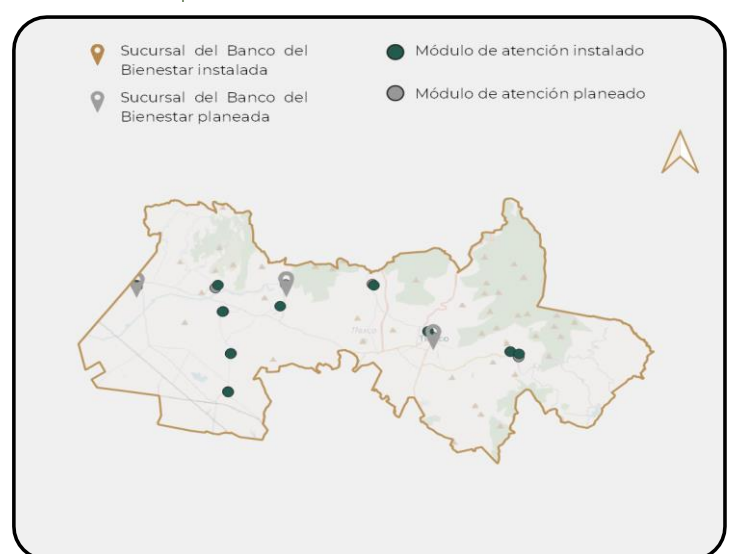 Sucursal del Banco del
Bienestar instalada
Sucursal del Banco del
Bienestar planeada
Módulo de atención instalado
Módulo de atención planeado